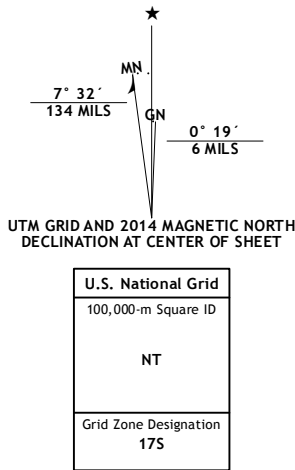 ★
MN
GN
7° 32´
134 MILS
0° 19´
6 MILS
UTM GRID AND 2014 MAGNETIC NORTH
DECLINATION AT CENTER OF SHEET
U.S. National Grid
100,000-m Square ID
NT
Grid Zone Designation
17S